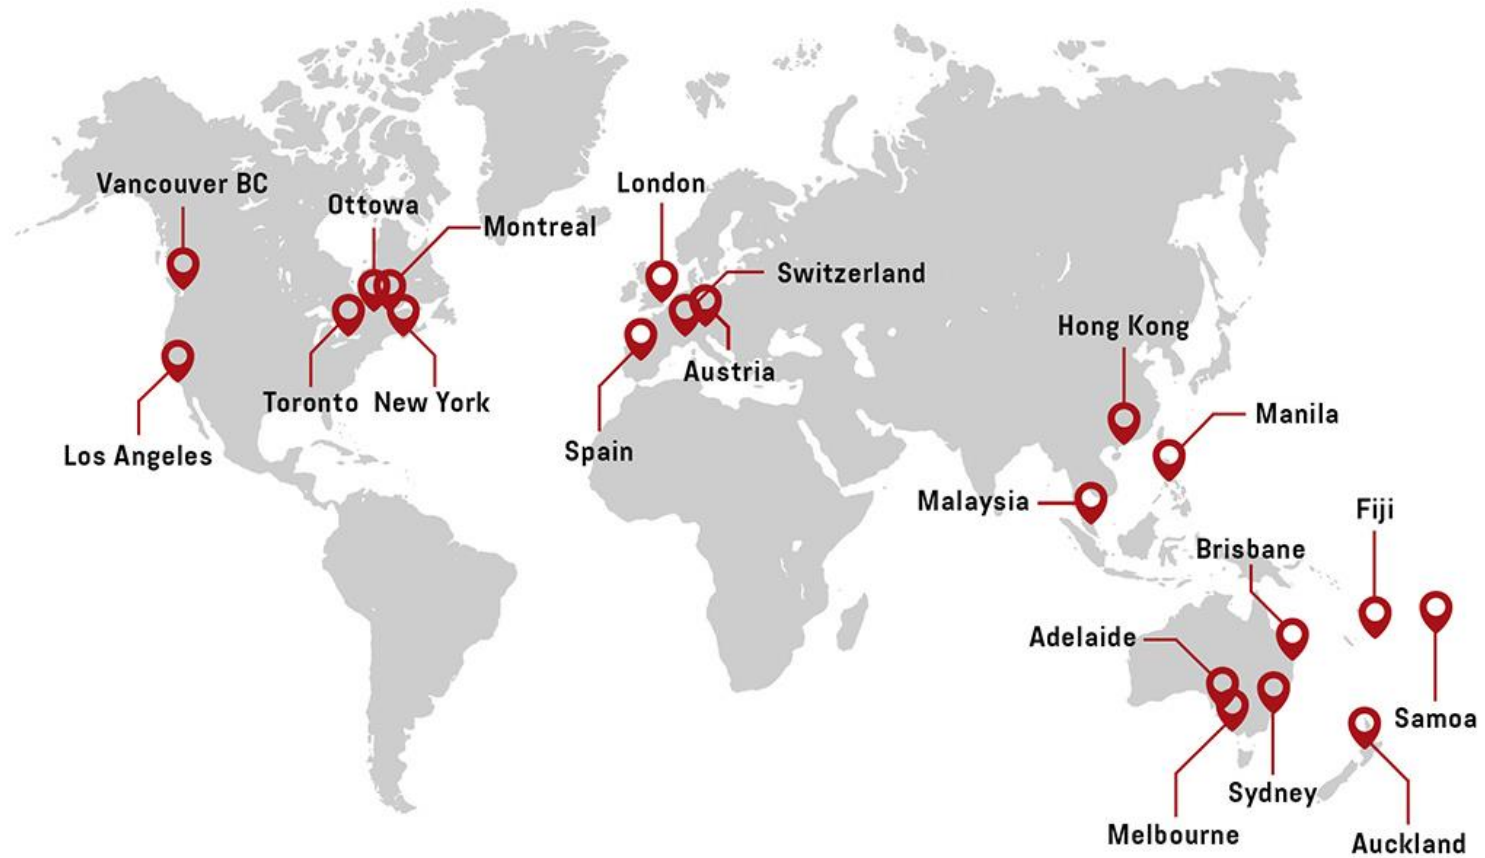 Vancouver BC
London
Ottowa
Montreal
Switzerland
Hong Kong
Austria
Toronto
New York
Manila
Los Angeles
Spain
Malaysia
Fiji
Brisbane
Adelaide
Samoa
Sydney
Melbourne
Auckland